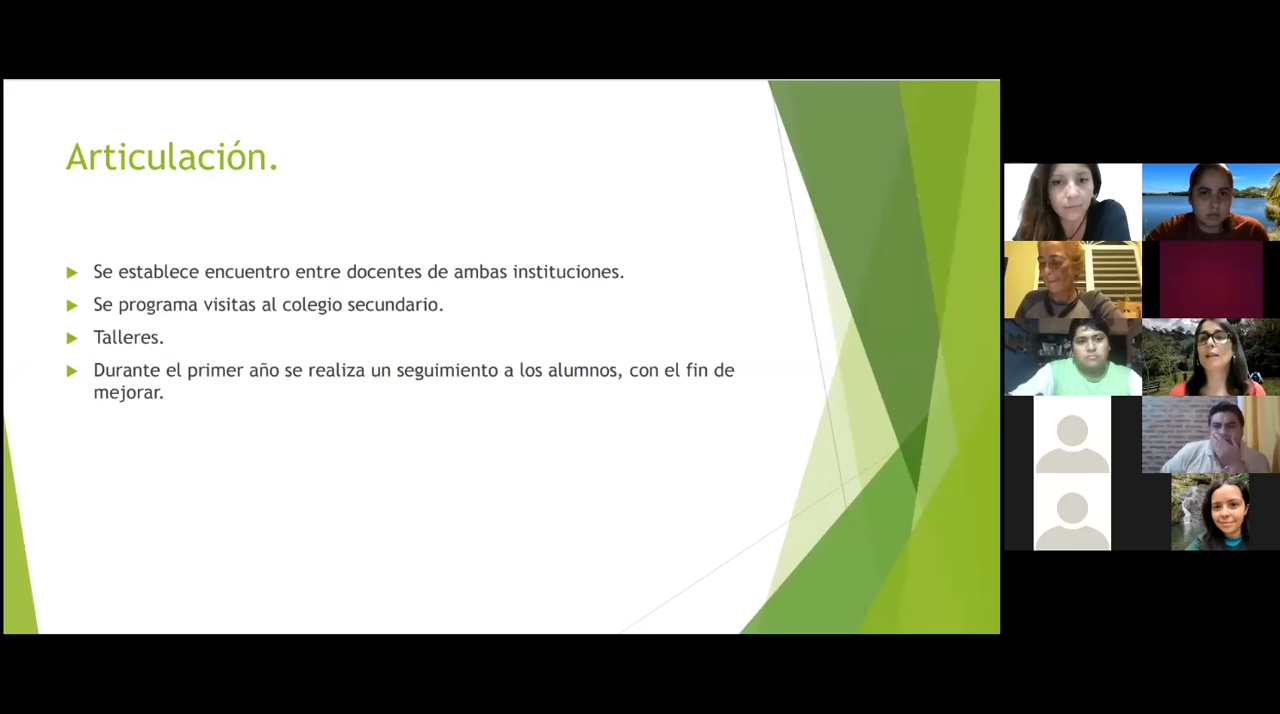 Articulación.
Se establece encuentro entre docentes de ambas instituciones.
Se programa visitas al colegio secundario.
Talleres.
Durante el primer año se realiza un seguimiento a los alumnos, con el fin de
mejorar.